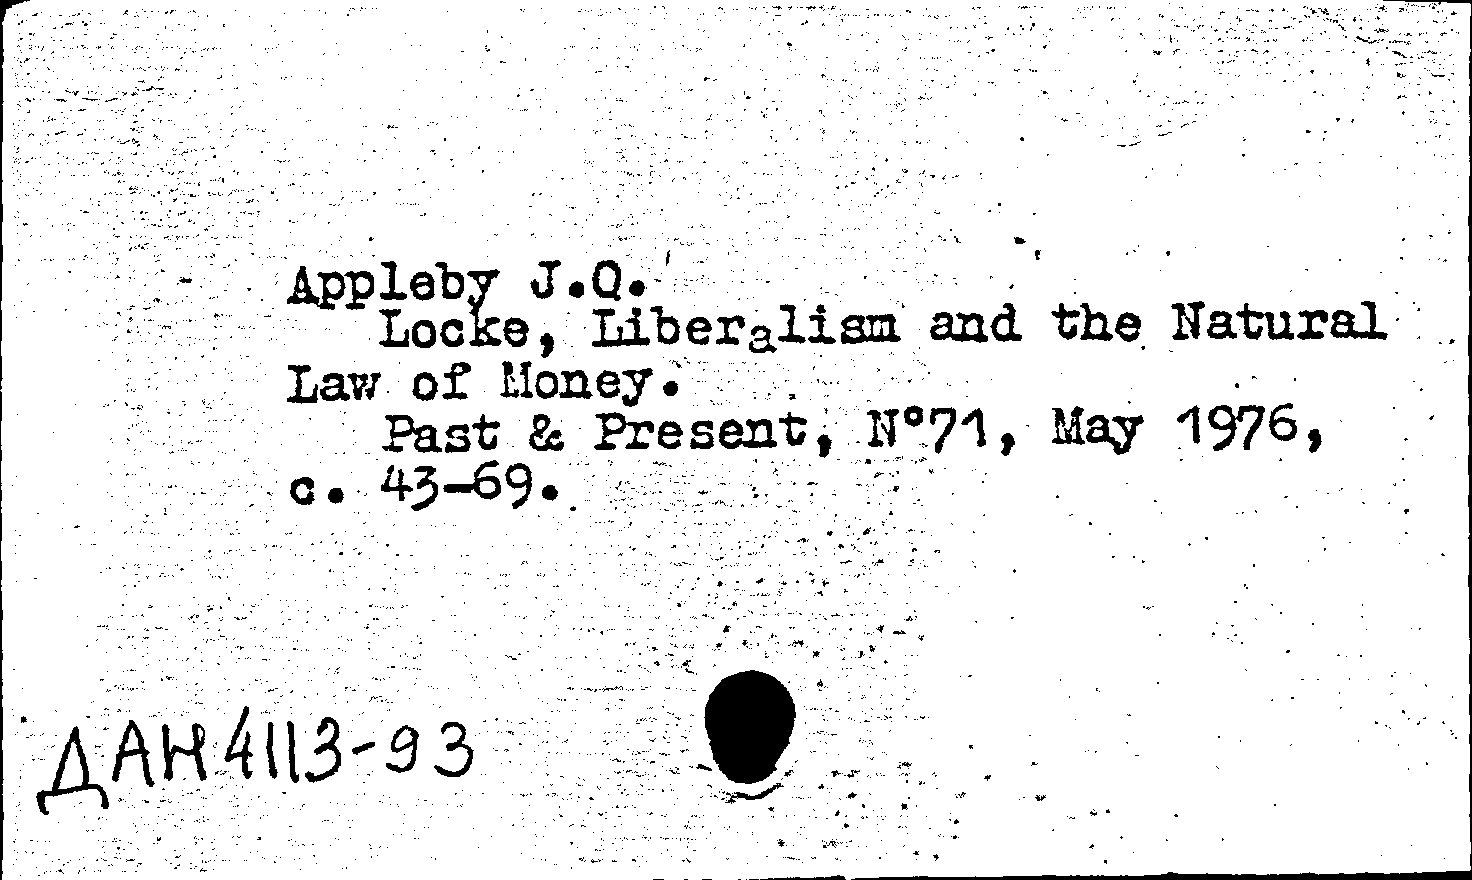 Appleby J.O.
Locke, Liberalism and the Natural
Law of Money.
Past & Present, N°71, May 1976,
c. 43-69.
ДАН4113-93